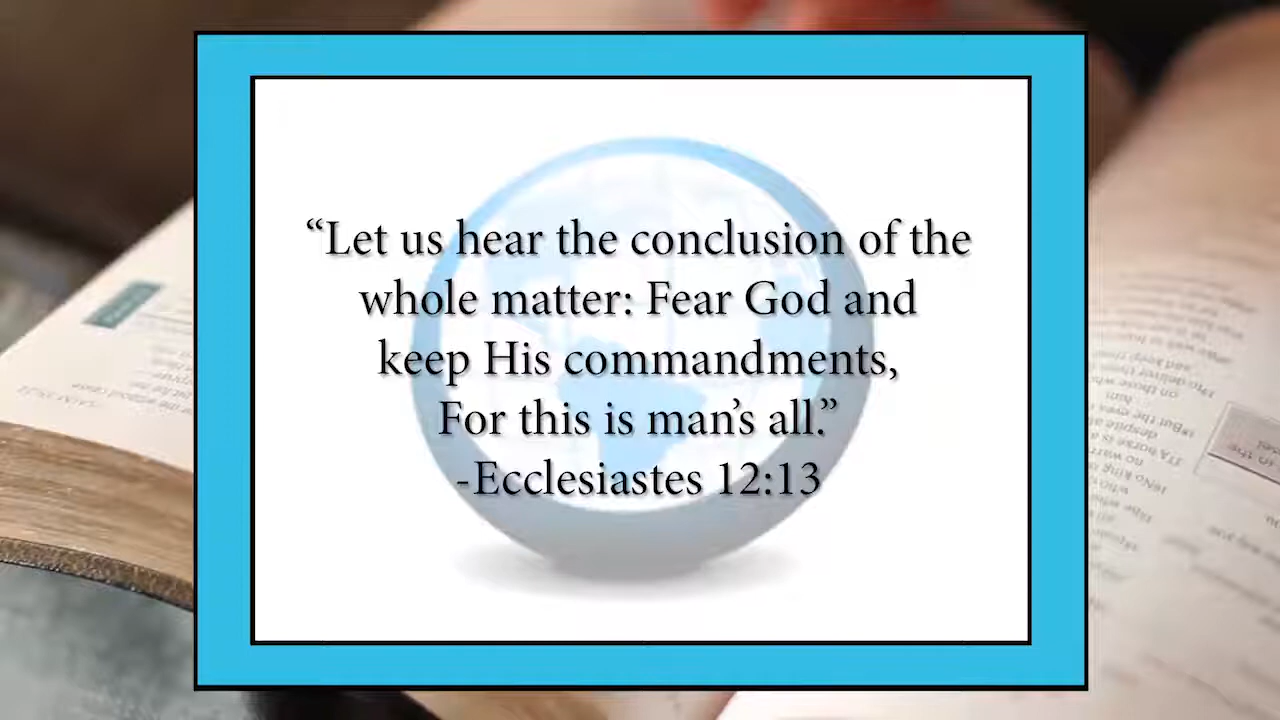 “Let us hear the conclusion of the
whole matter: Fear God and
keep His commandments,
For this is man’s all.”
-Ecclesiastes 12:13